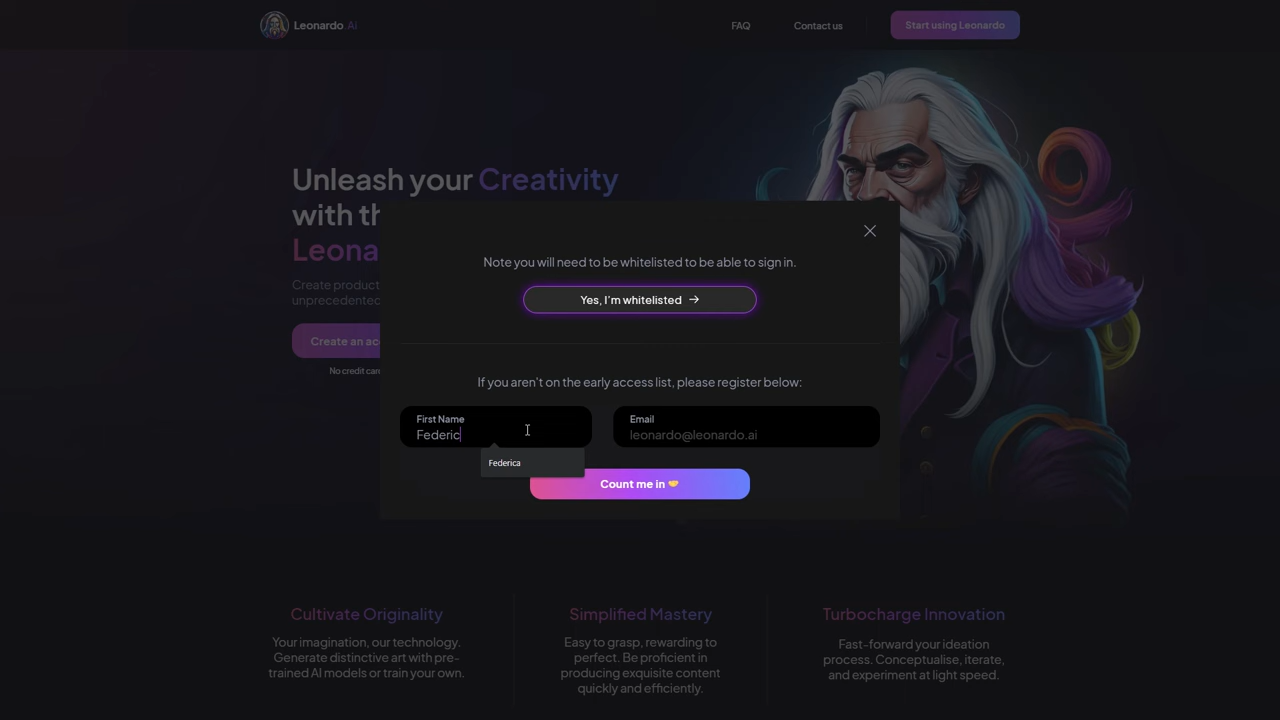 Leonardo.Ai
FAQ
Contact us
Start using Leonardo
Unleash your Creativity
with th
Leona
Create product
unprecedented
Create an ac
No credit car
Note you will need to be whitelisted to be able to sign in.
Yes, I'm whitelisted →
If you aren't on the early access list, please register below:
First Name
Federic
Email
leonardo@leonardo.ai
Federica
Count me in 🤝
Cultivate Originality
Your imagination, our technology.
Generate distinctive art with pre-
trained AI models or train your own.
Simplified Mastery
Easy to grasp, rewarding to
perfect. Be proficient in
producing exquisite content
quickly and efficiently.
Turbocharge Innovation
Fast-forward your ideation
process. Conceptualise, iterate,
and experiment at light speed.